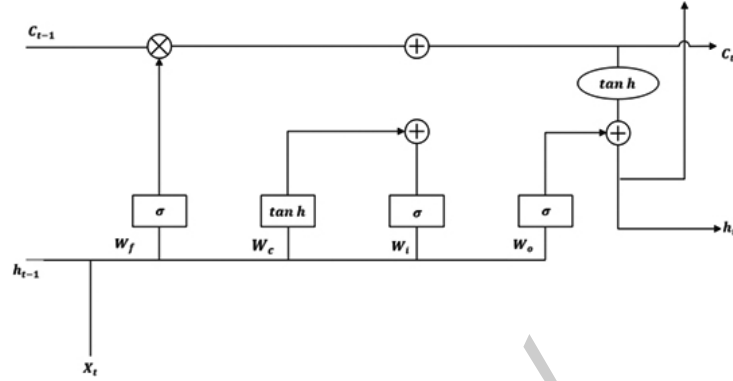 C_{t-1}
C_t
tan h
σ
tan h
σ
σ
W_f
W_c
W_i
W_o
h_{t-1}
X_t